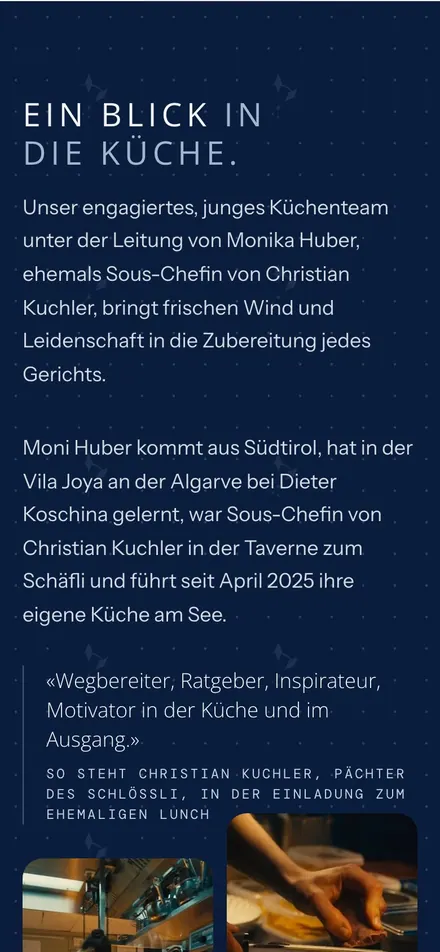 EIN BLICK IN
DIE KÜCHE.
Unser engagiertes, junges Küchenteam
unter der Leitung von Monika Huber,
ehemals Sous-Chefin von Christian
Kuchler, bringt frischen Wind und
Leidenschaft in die Zubereitung jedes
Gerichts.
Moni Huber kommt aus Südtirol, hat in der
Vila Joya an der Algarve bei Dieter
Koschina gelernt, war Sous-Chefin von
Christian Kuchler in der Taverne zum
Schäfli und führt seit April 2025 ihre
eigene Küche am See.
«Wegbereiter, Ratgeber, Inspirateur,
Motivator in der Küche und im
Ausgang.»
SO STEHT CHRISTIAN KUCHLER, PÄCHTER
DES SCHLÖSSLI, IN DER EINLADUNG ZUM
EHEMALIGEN LUNCH